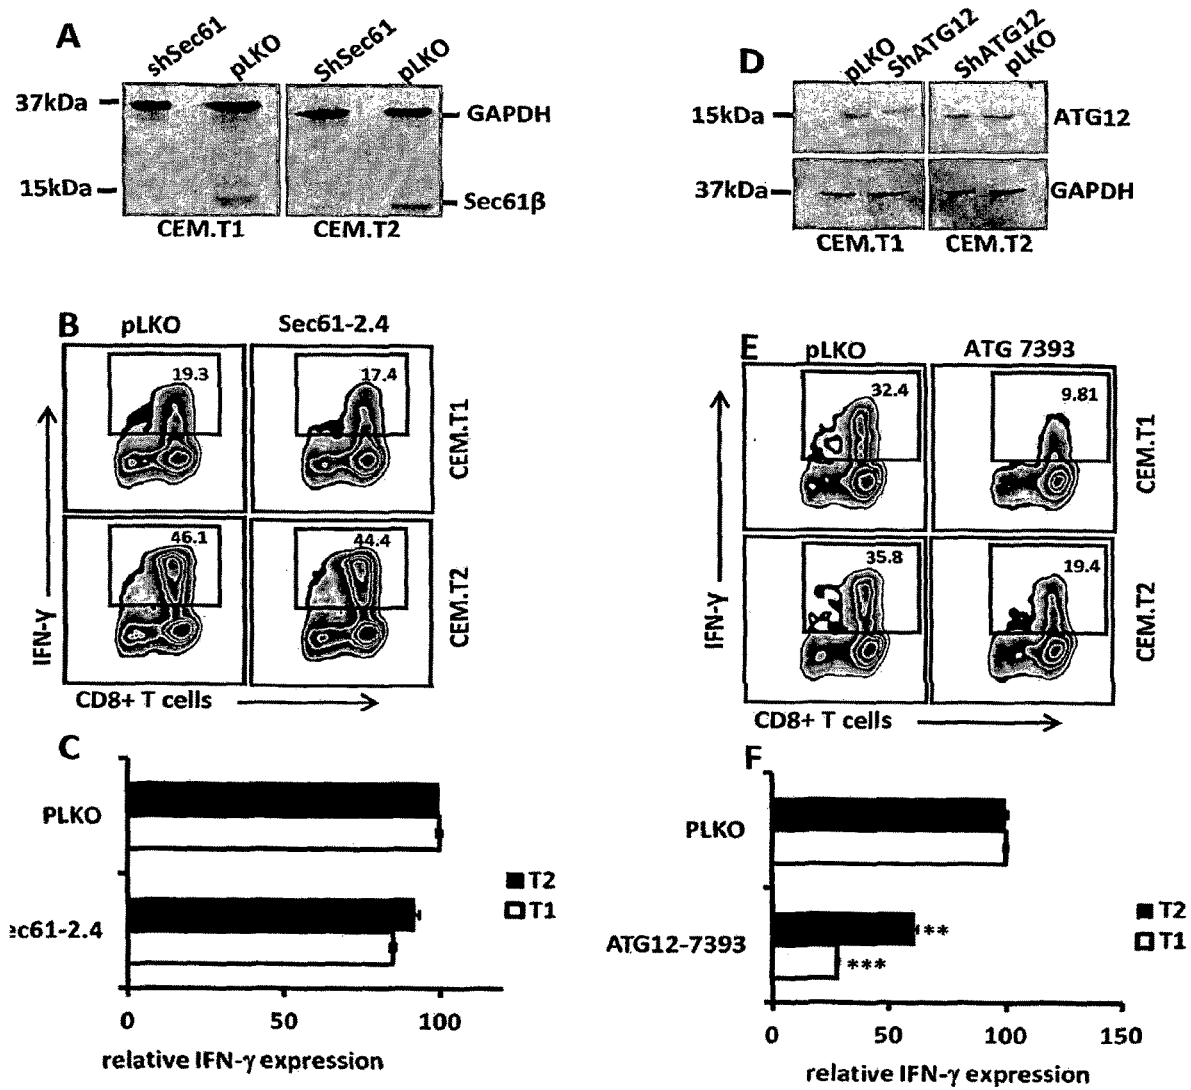 A
shSec61 pLKO ShSec61 pLKO
37kDa
GAPDH
15kDa
Sec61β
CEM.T1 CEM.T2
B
pLKO Sec61-2.4
19.3 17.4
CEM.T1
46.1 44.4
CEM.T2
IFN-γ
CD8+ T cells
C
PLKO
ec61-2.4
T2
T1
0 50 100
relative IFN-γ expression
D
pLKO ShATG12 ShATG12 pLKO
15kDa ATG12
37kDa GAPDH
CEM.T1 CEM.T2
E
pLKO ATG 7393
32.4 9.81
CEM.T1
35.8 19.4
CEM.T2
IFN-γ
CD8+ T cells
F
PLKO
ATG12-7393
**
***
T2
T1
0 50 100 150
relative IFN-γ expression